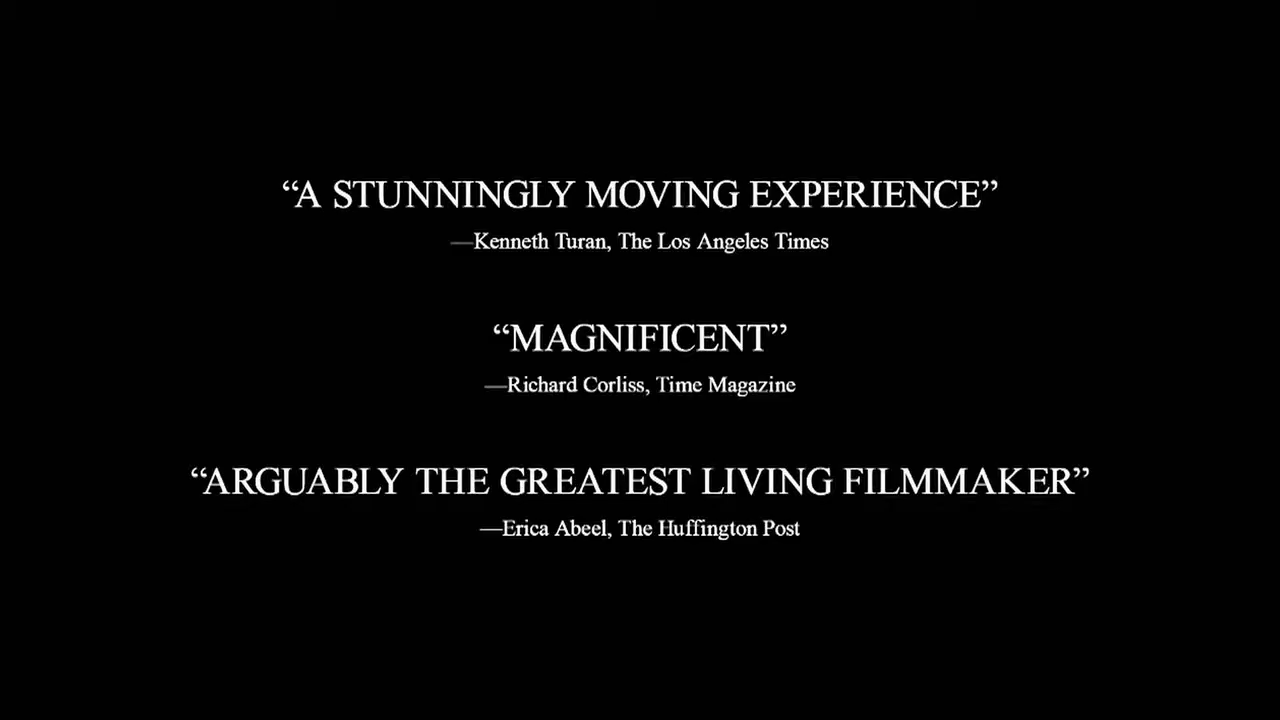 “A STUNNINGLY MOVING EXPERIENCE”
—Kenneth Turan, The Los Angeles Times
“MAGNIFICENT”
—Richard Corliss, Time Magazine
“ARGUABLY THE GREATEST LIVING FILMMAKER”
—Erica Abeel, The Huffington Post